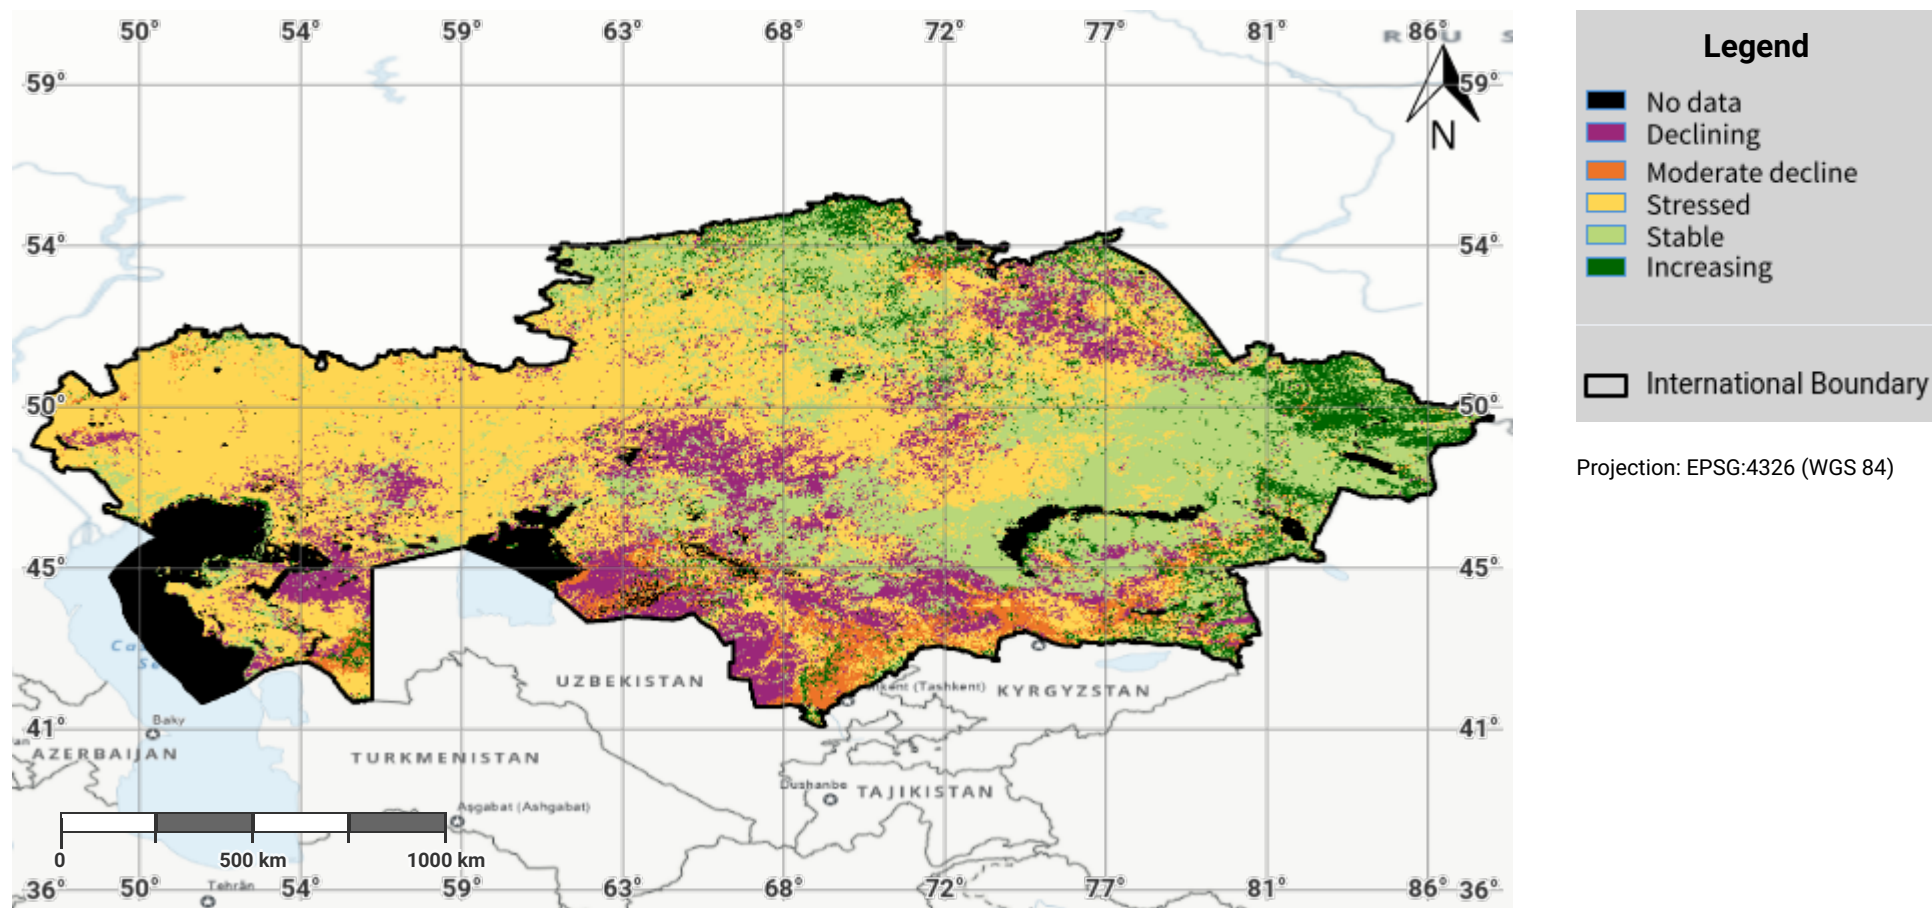 50° 54° 59° 63° 68° 72° 77° 81° 86°
R U S
59° 59°
N
54° 54°
50° 50°
45° 45°
UZBEKISTAN
(Tashkent)
KYRGYZSTAN
41° 41°
Baky
AZERBAIJAN
TURKMENISTAN
Dushanbe
TAJIKISTAN
Aşgabat (Ashgabat)
0 500 km 1000 km
36° 50° 54° 59° 63° 68° 72° 77° 81° 86° 36°
Tehrān
Legend
No data
Declining
Moderate decline
Stressed
Stable
Increasing
International Boundary
Projection: EPSG:4326 (WGS 84)